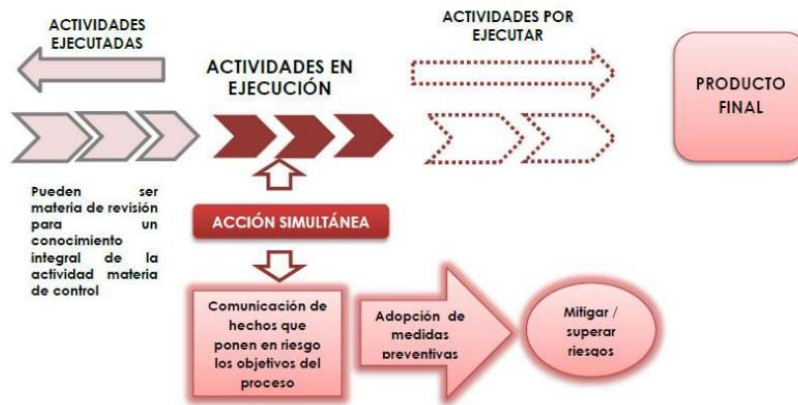 ACTIVIDADES
EJECUTADAS
ACTIVIDADES EN
EJECUCIÓN
ACTIVIDADES POR
EJECUTAR
PRODUCTO
FINAL
Pueden ser
materia de revisión
para un
conocimiento
integral de la
actividad materia
de control
ACCIÓN SIMULTÁNEA
Comunicación de
hechos que
ponen en riesgo
los objetivos del
proceso
Adopción de
medidas
preventivas
Mitigar /
superar
riesgos